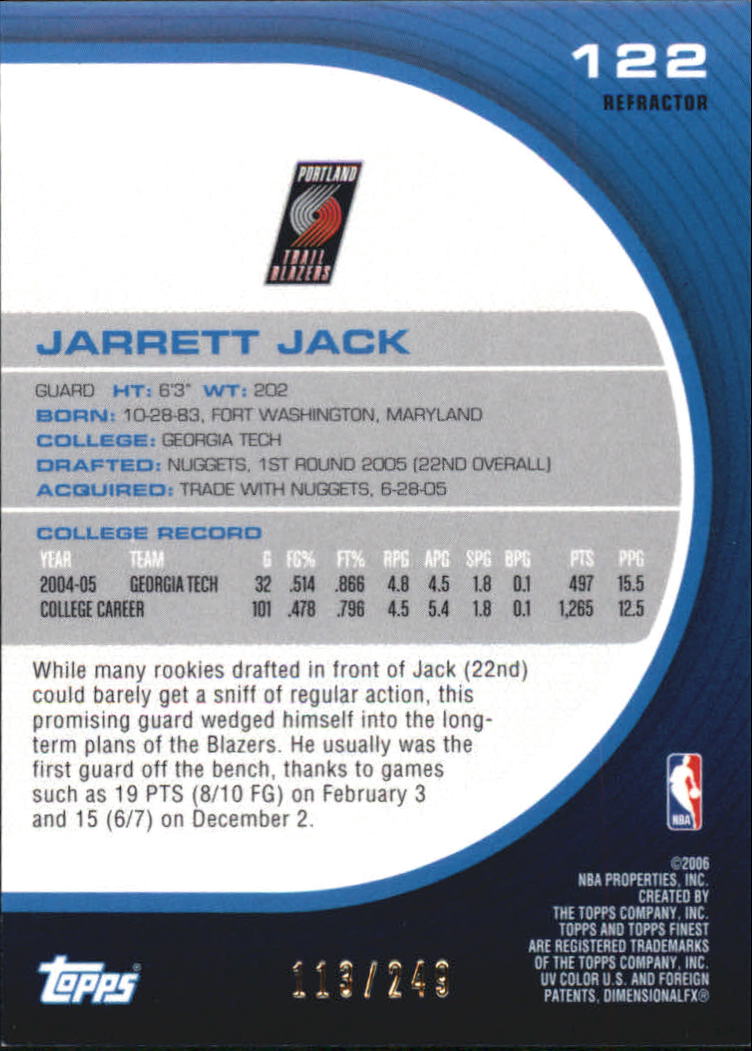 122
REFRACTOR
PORTLAND
TRAIL
BLAZERS
JARRETT JACK
GUARD HT: 6'3" WT: 202
BORN: 10-28-83, FORT WASHINGTON, MARYLAND
COLLEGE: GEORGIA TECH
DRAFTED: NUGGETS, 1ST ROUND 2005 (22ND OVERALL)
ACQUIRED: TRADE WITH NUGGETS, 6-28-05
COLLEGE RECORD
YEAR TEAM G FG% FT% RPG APG SPG BPG PTS PPG
2004-05 GEORGIA TECH 32 .514 .866 4.8 4.5 1.8 0.1 497 15.5
COLLEGE CAREER 101 .478 .796 4.5 5.4 1.8 0.1 1,265 12.5
While many rookies drafted in front of Jack (22nd)
could barely get a sniff of regular action, this
promising guard wedged himself into the long-
term plans of the Blazers. He usually was the
first guard off the bench, thanks to games
such as 19 PTS (8/10 FG) on February 3
and 15 (6/7) on December 2.
NBA
©2006
NBA PROPERTIES, INC.
CREATED BY
THE TOPPS COMPANY, INC.
TOPPS AND TOPPS FINEST
ARE REGISTERED TRADEMARKS
OF THE TOPPS COMPANY, INC.
UV COLOR U.S. AND FOREIGN
PATENTS, DIMENSIONALFX®
topps®
113/249